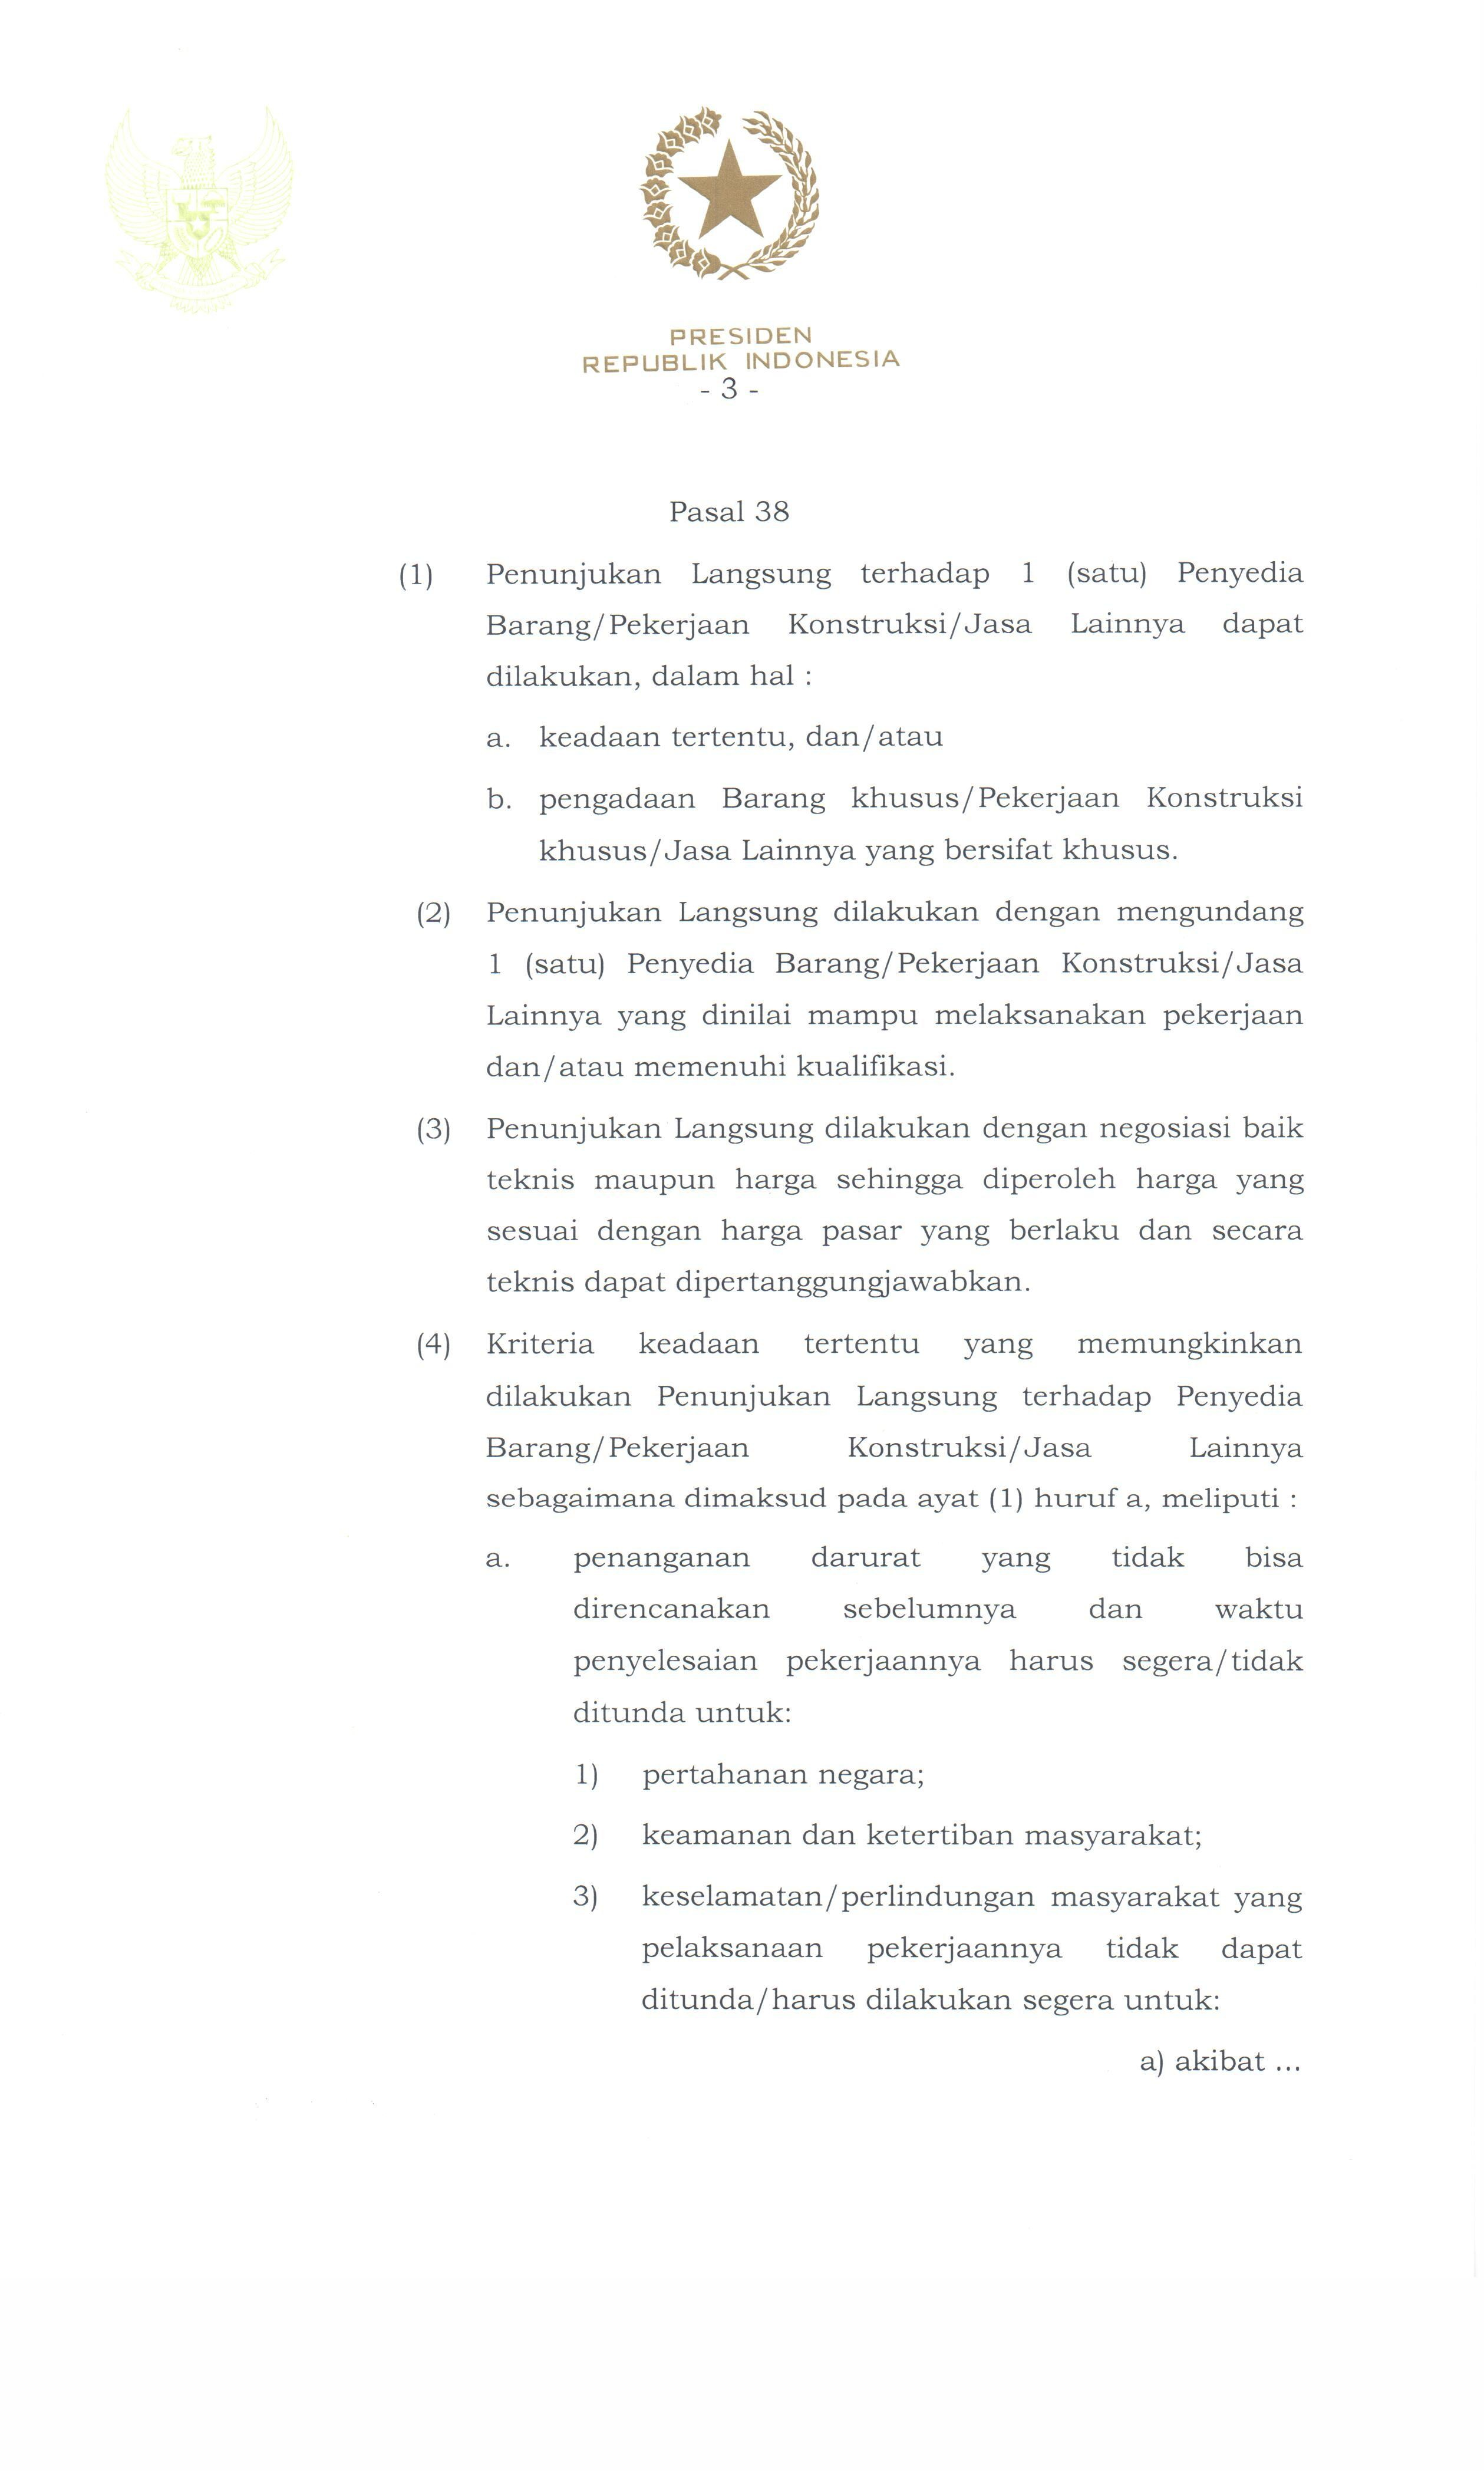 PRESIDEN
REPUBLIK INDONESIA
- 3 -
Pasal 38
(1) Penunjukan Langsung terhadap 1 (satu) Penyedia
Barang/Pekerjaan Konstruksi/Jasa Lainnya dapat
dilakukan, dalam hal :
a. keadaan tertentu, dan/atau
b. pengadaan Barang khusus/Pekerjaan Konstruksi
khusus/Jasa Lainnya yang bersifat khusus.
(2) Penunjukan Langsung dilakukan dengan mengundang
1 (satu) Penyedia Barang/Pekerjaan Konstruksi/Jasa
Lainnya yang dinilai mampu melaksanakan pekerjaan
dan/atau memenuhi kualifikasi.
(3) Penunjukan Langsung dilakukan dengan negosiasi baik
teknis maupun harga sehingga diperoleh harga yang
sesuai dengan harga pasar yang berlaku dan secara
teknis dapat dipertanggungjawabkan.
(4) Kriteria keadaan tertentu yang memungkinkan
dilakukan Penunjukan Langsung terhadap Penyedia
Barang/Pekerjaan Konstruksi/Jasa Lainnya
sebagaimana dimaksud pada ayat (1) huruf a, meliputi :
a. penanganan darurat yang tidak bisa
direncanakan sebelumnya dan waktu
penyelesaian pekerjaannya harus segera/tidak
ditunda untuk:
1) pertahanan negara;
2) keamanan dan ketertiban masyarakat;
3) keselamatan/perlindungan masyarakat yang
pelaksanaan pekerjaannya tidak dapat
ditunda/harus dilakukan segera untuk:
a) akibat ...